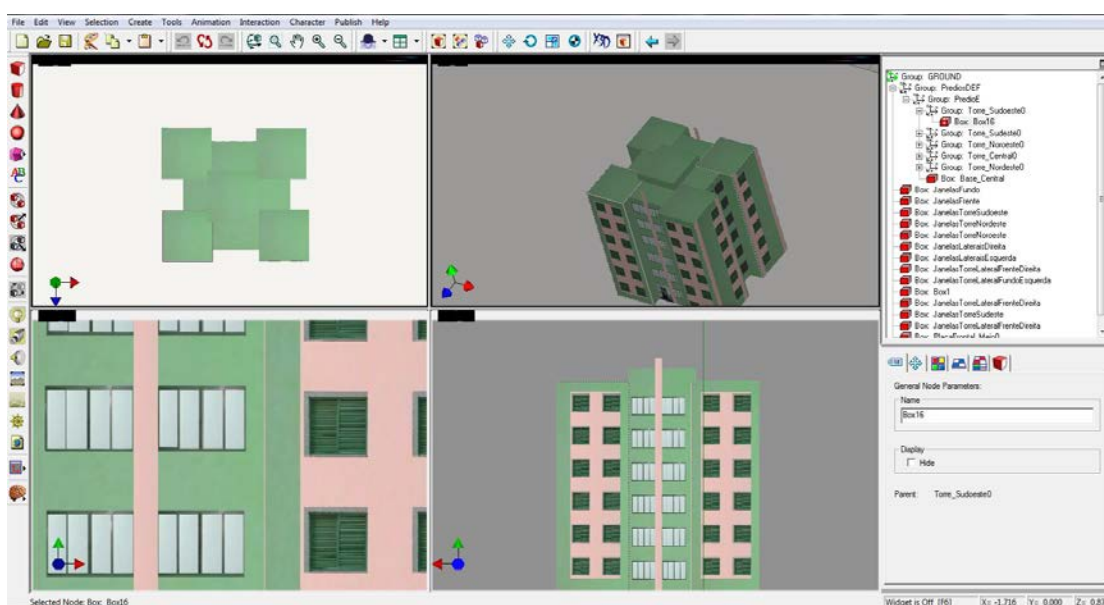 File Edit View Selection Create Tools Animation Interaction Character Publish Help
Group: GROUND
Group: PrediosDEF
Group: PredioE
Group: Torre_Sudoeste0
Box: Box16
Group: Torre_Sudeste0
Group: Torre_Noroeste0
Group: Torre_Central0
Group: Torre_Nordeste0
Box: Base_Central
Box: JanelasFundo
Box: JanelasFrente
Box: JanelasTorreSudoeste
Box: JanelasTorreNordeste
Box: JanelasTorreNoroeste
Box: JanelasLateraisDireita
Box: JanelasLateraisEsquerda
Box: JanelasTorreLateralFrenteDireita
Box: JanelasTorreLateralFundoEsquerda
Box: Box1
Box: JanelasTorreLateralFrenteDireita
Box: JanelasTorreSudeste
Box: JanelasTorreLateralFrenteDireita
Box: PlacaFrontal_Meio0
General Node Parameters:
Name
Box16
Display
Hide
Parent: Torre_Sudoeste0
Selected Node: Box: Box16
Widget is Off [F6] X= -1.716 Y= 0.000 Z= 0.83